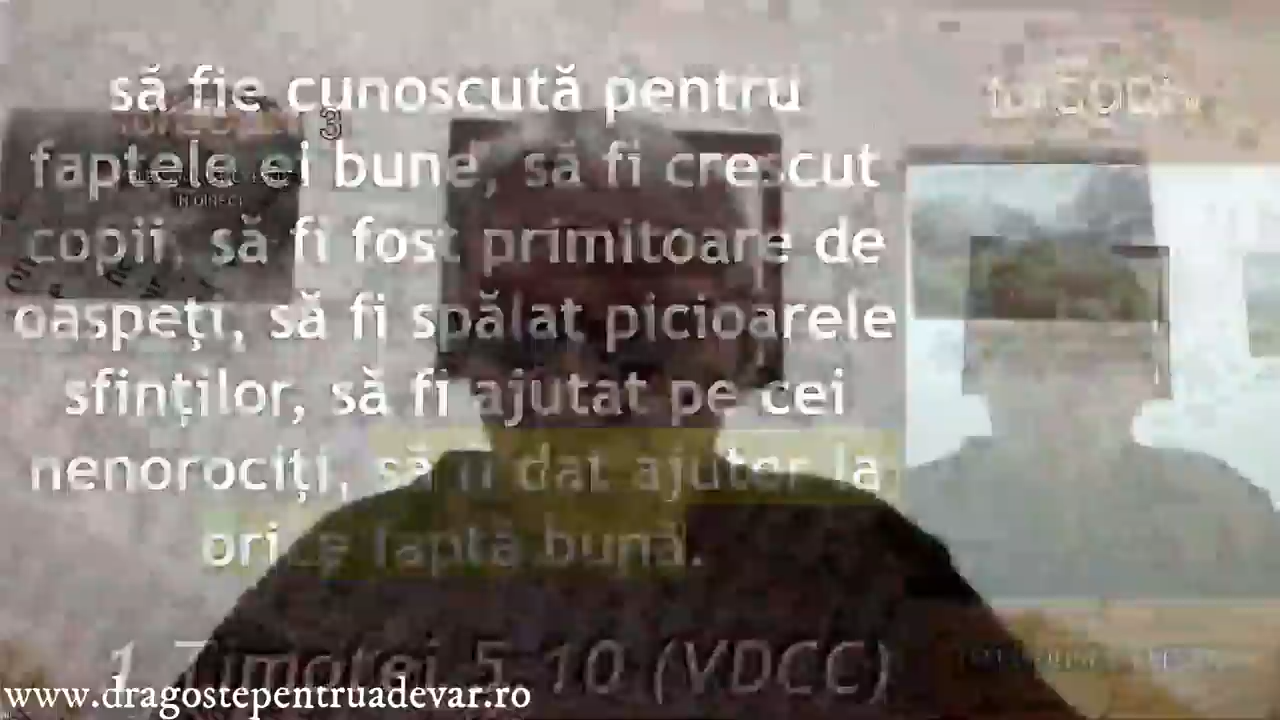 să fie cunoscută pentru
faptele ei bune, să fi crescut
copii, să fi fost primitoare de
oaspeți, să fi spălat picioarele
sfinților, să fi ajutat pe cei
nenorociți, să fi dat ajutor la
orice faptă bună.
1 Timotei 5:10 (VDCC)
www.dragostepentruadevar.ro